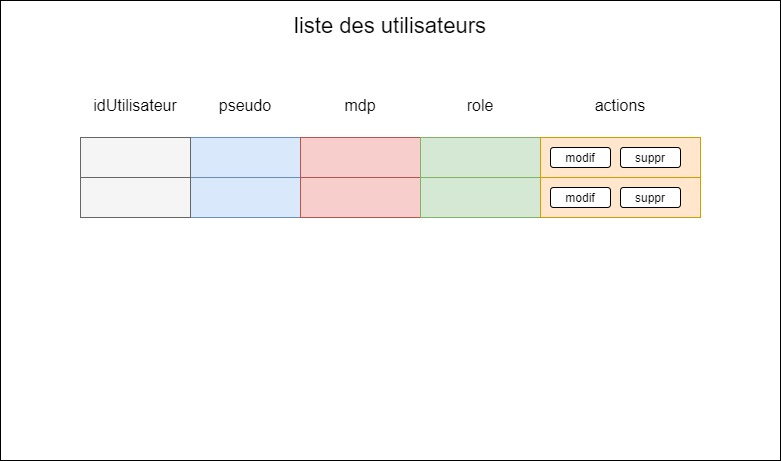 liste des utilisateurs
idUtilisateur pseudo mdp role actions
modif suppr
modif suppr